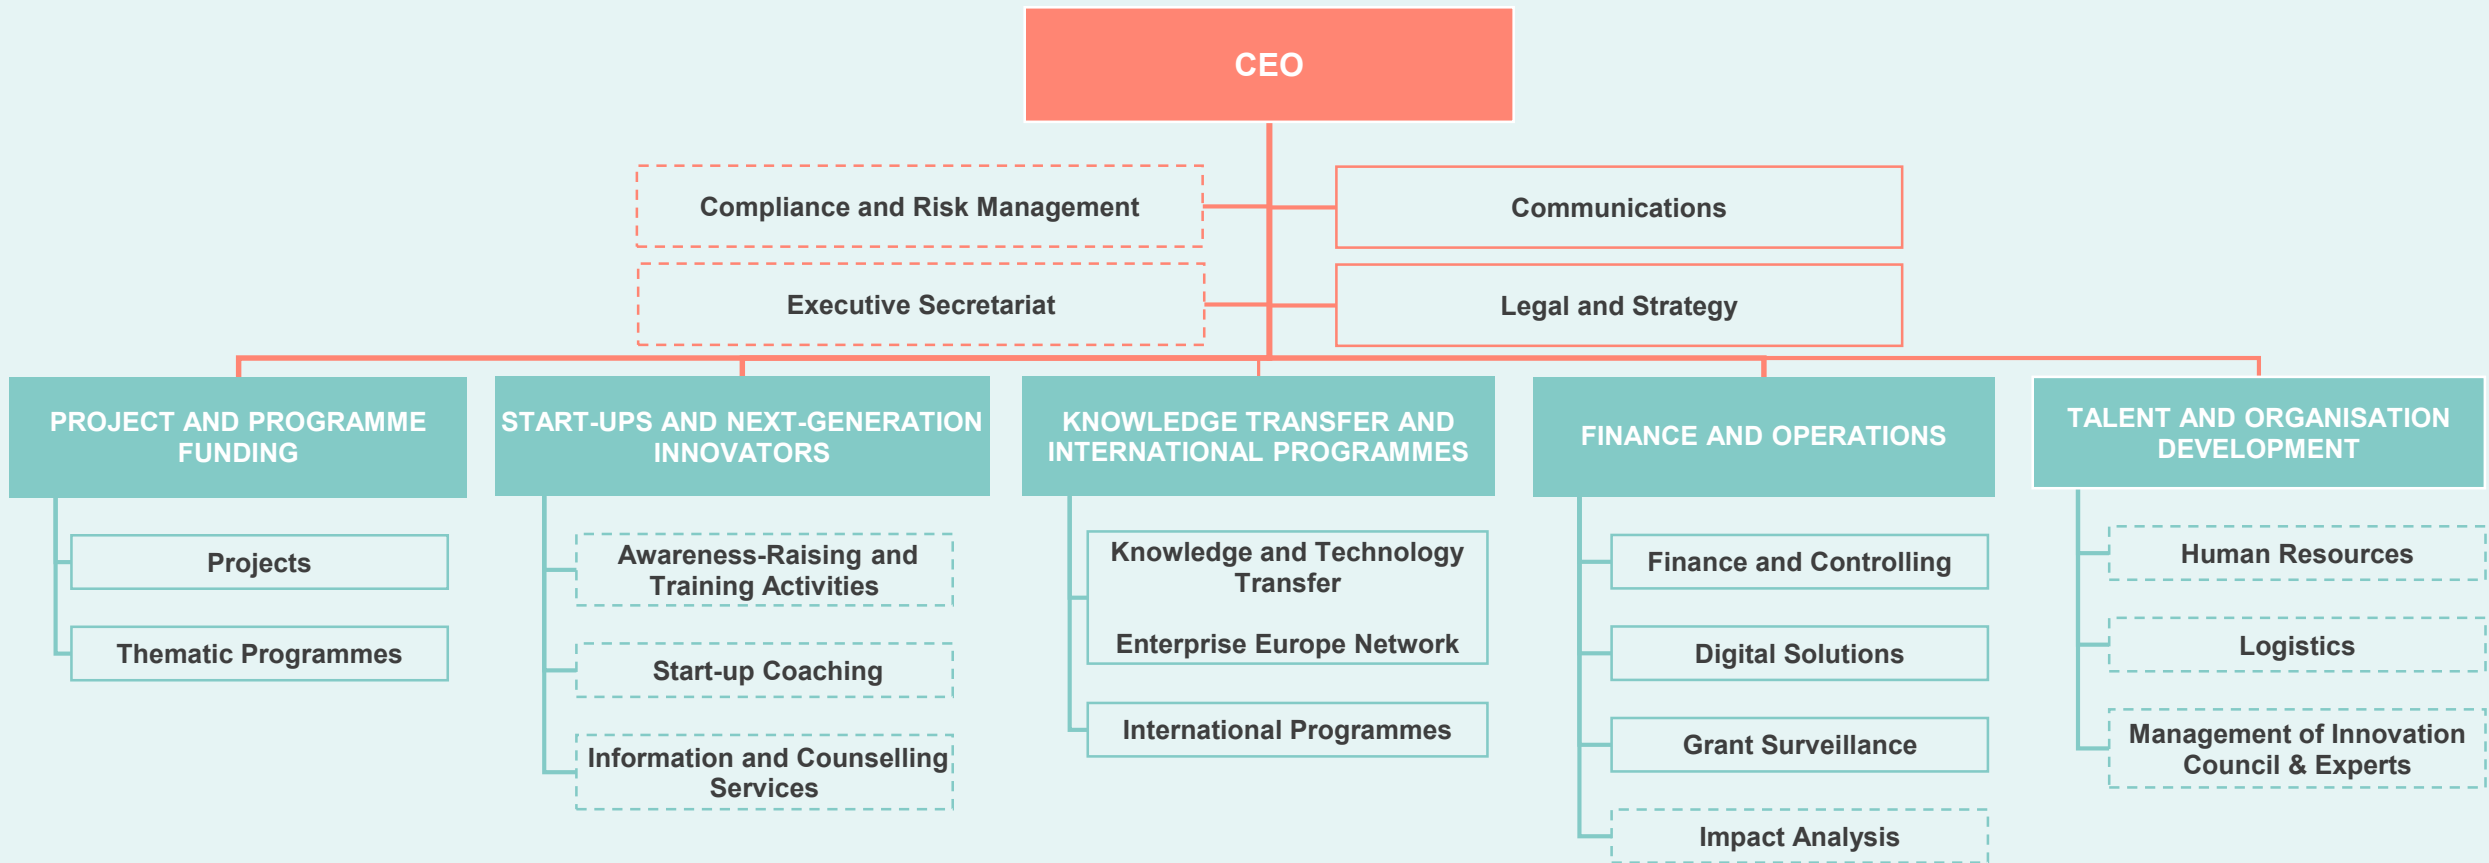 CEO
Compliance and Risk Management
Communications
Executive Secretariat
Legal and Strategy
PROJECT AND PROGRAMME
FUNDING
Projects
Thematic Programmes
START-UPS AND NEXT-GENERATION
INNOVATORS
Awareness-Raising and
Training Activities
Start-up Coaching
Information and Counselling
Services
KNOWLEDGE TRANSFER AND
INTERNATIONAL PROGRAMMES
Knowledge and Technology
Transfer
Enterprise Europe Network
International Programmes
FINANCE AND OPERATIONS
Finance and Controlling
Digital Solutions
Grant Surveillance
Impact Analysis
TALENT AND ORGANISATION
DEVELOPMENT
Human Resources
Logistics
Management of Innovation
Council & Experts